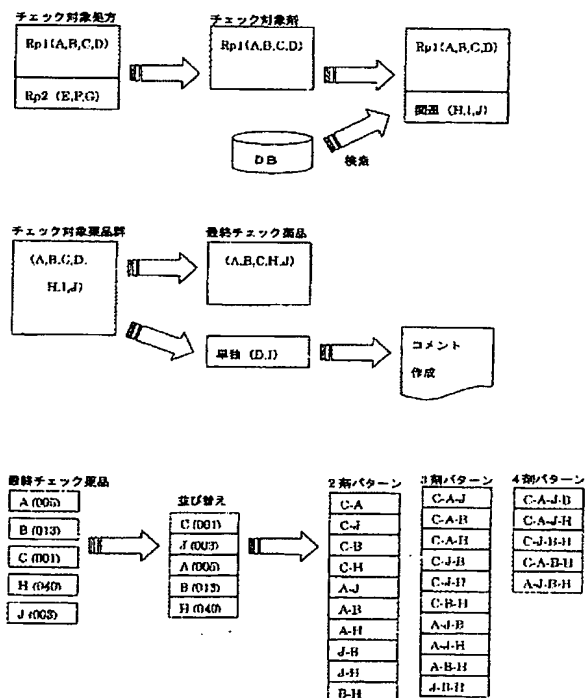 チェック対象処方
チェック対象剤
Rp1(A,B,C,D)
Rp1(A,B,C,D)
Rp1(A,B,C,D)
Rp2 (E,F,G)
関連 (H,I,J)
DB
検索
チェック対象薬品群
最終チェック薬品
(A,B,C,D,
H,I,J)
(A,B,C,H,J)
単独 (D,I)
コメント
作成
最終チェック薬品
A (005)
B (013)
C (001)
H (040)
J (003)
並び替え
C (001)
J (003)
A (005)
B (013)
H (040)
2剤パターン
C-A
C-J
C-B
C-H
A-J
A-B
A-H
J-B
J-H
B-H
3剤パターン
C-A-J
C-A-B
C-A-H
C-J-B
C-J-H
C-B-H
A-J-B
A-J-H
A-B-H
J-B-H
4剤パターン
C-A-J-B
C-A-J-H
C-J-B-H
C-A-B-H
A-J-B-H